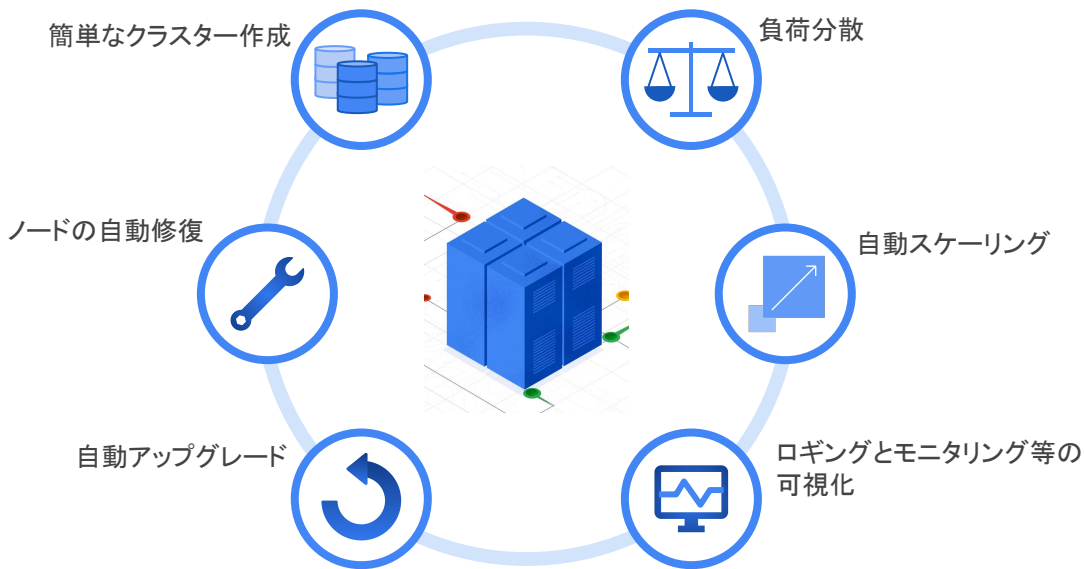 簡単なクラスター作成
負荷分散
ノードの自動修復
自動スケーリング
自動アップグレード
ロギングとモニタリング等の
可視化